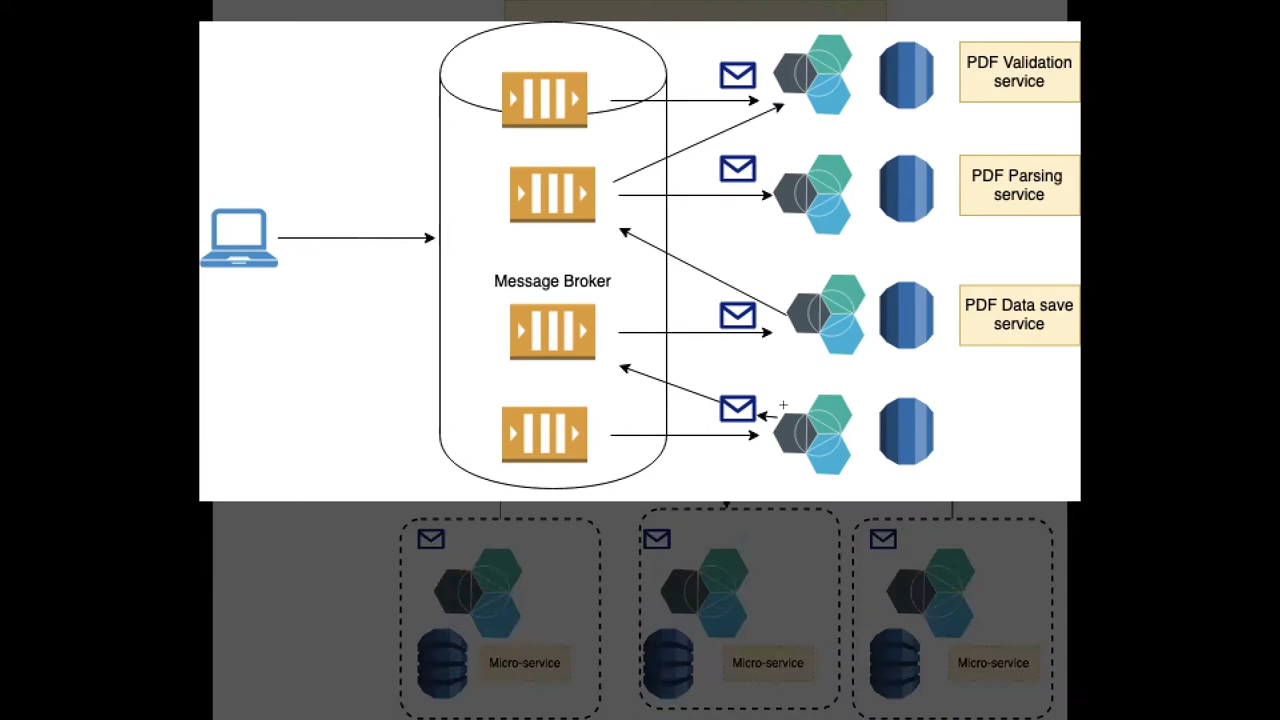 PDF Validation
service
PDF Parsing
service
Message Broker
PDF Data save
service
Micro-service
Micro-service
Micro-service